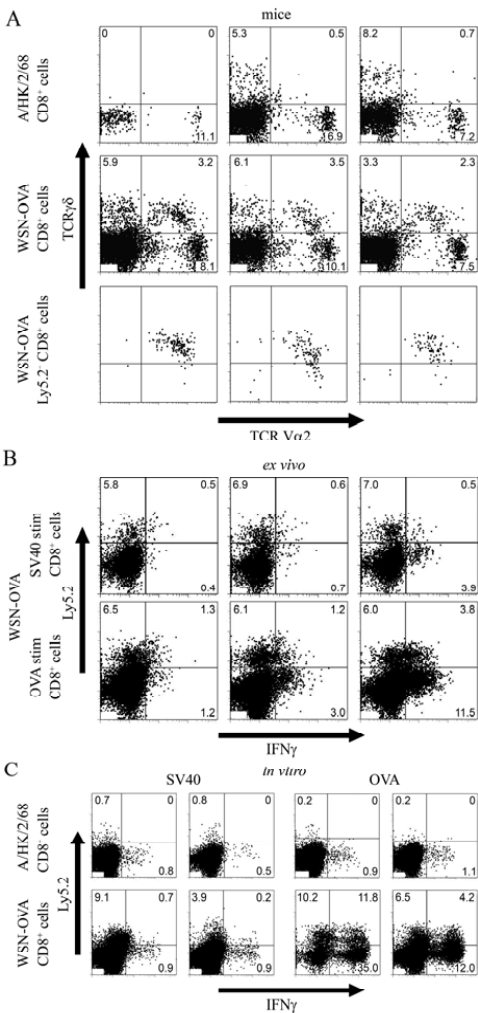 A
mice
A/HK/2/68
CD8+ cells
0 0
11.1
5.3 0.5
16.9
8.2 0.7
17.2
TCRγδ
WSN-OVA
CD8+ cells
5.9 3.2
8.1
6.1 3.5
10.1
3.3 2.3
7.5
WSN-OVA
Ly5.2- CD8+ cells
TCR Vα2
B
ex vivo
WSN-OVA
Ly5.2
SV40 stim
CD8+ cells
5.8 0.5
0.4
6.9 0.6
0.7
7.0 0.5
3.9
OVA stim
CD8+ cells
6.5 1.3
1.2
6.1 1.2
3.0
6.0 3.8
11.5
IFNγ
C
in vitro
SV40 OVA
A/HK/2/68
CD8- cells
0.7 0
0.8
0.8 0
0.5
0.2 0
0.9
0.2 0
1.1
Ly5.2
WSN-OVA
CD8+ cells
9.1 0.7
0.9
3.9 0.2
0.9
10.2 11.8
35.0
6.5 4.2
12.0
IFNγ